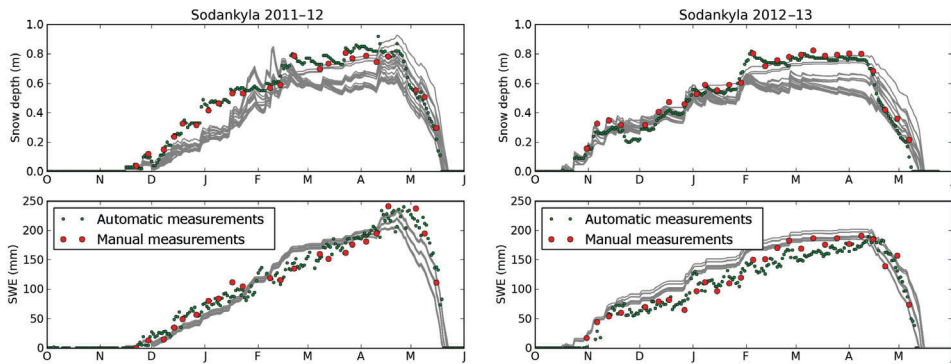 Sodankyla 2011–12
Snow depth (m)
1.0
0.8
0.6
0.4
0.2
0.0
O N D J F M A M J
SWE (mm)
250
200
150
100
50
0
Automatic measurements
Manual measurements
O N D J F M A M J
Sodankyla 2012–13
Snow depth (m)
1.0
0.8
0.6
0.4
0.2
0.0
O N D J F M A M J
SWE (mm)
250
200
150
100
50
0
Automatic measurements
Manual measurements
O N D J F M A M J